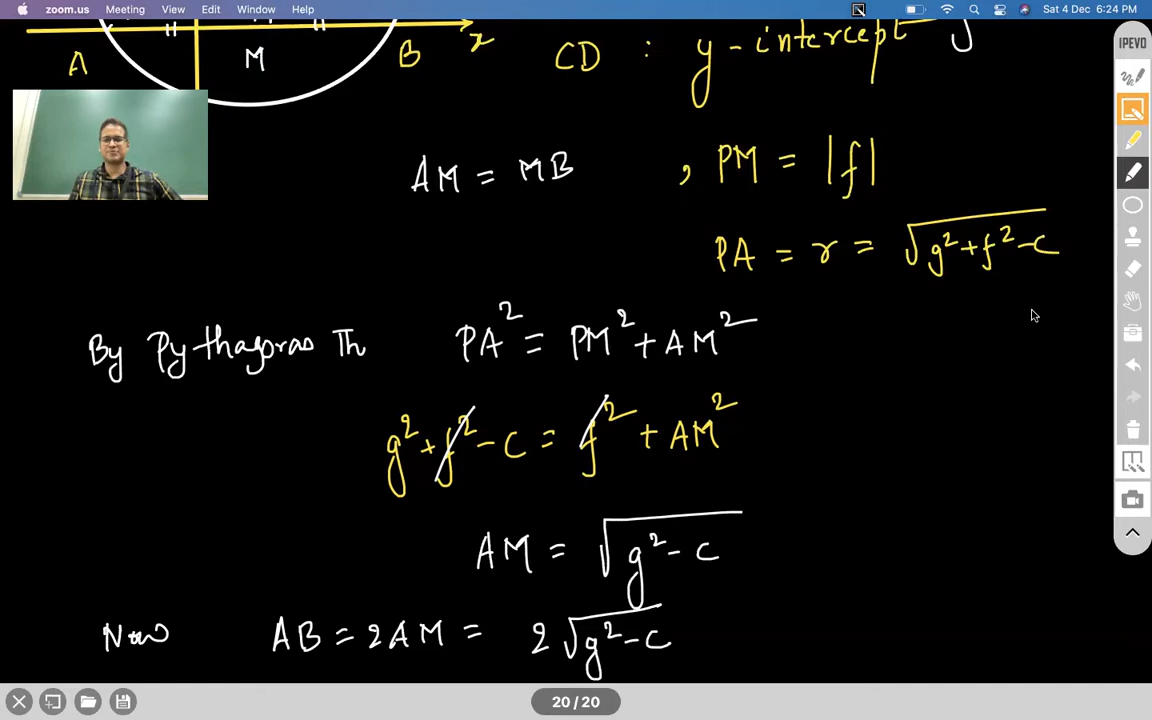 zoom.us Meeting View Edit Window Help Sat 4 Dec 6:24 PM
IPEVO
A M B x CD : y-intercept
AM = MB , PM = |f|
PA = r = √g²+f²-c
By Pythagoras Th PA² = PM² + AM²
g² + f² - c = f² + AM²
AM = √g² - c
Now AB = 2AM = 2√g² - c
20 / 20